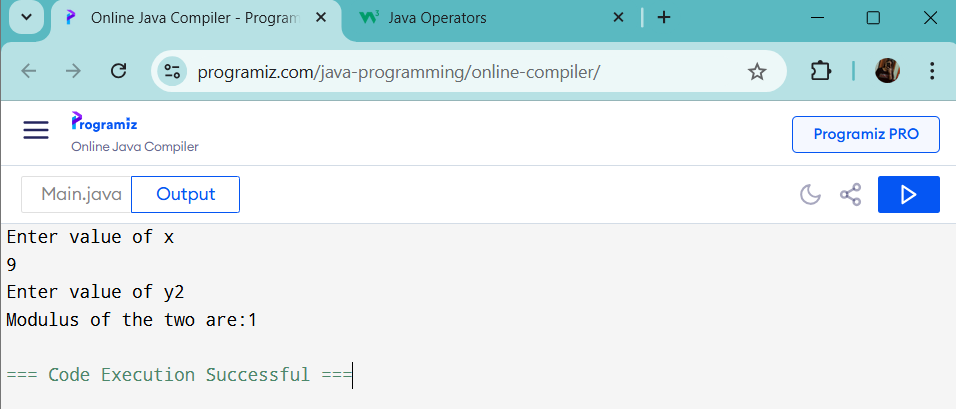 Online Java Compiler - Program
Java Operators
programiz.com/java-programming/online-compiler/
Programiz
Online Java Compiler
Programiz PRO
Main.java
Output
Enter value of x
9
Enter value of y2
Modulus of the two are:1
=== Code Execution Successful ===